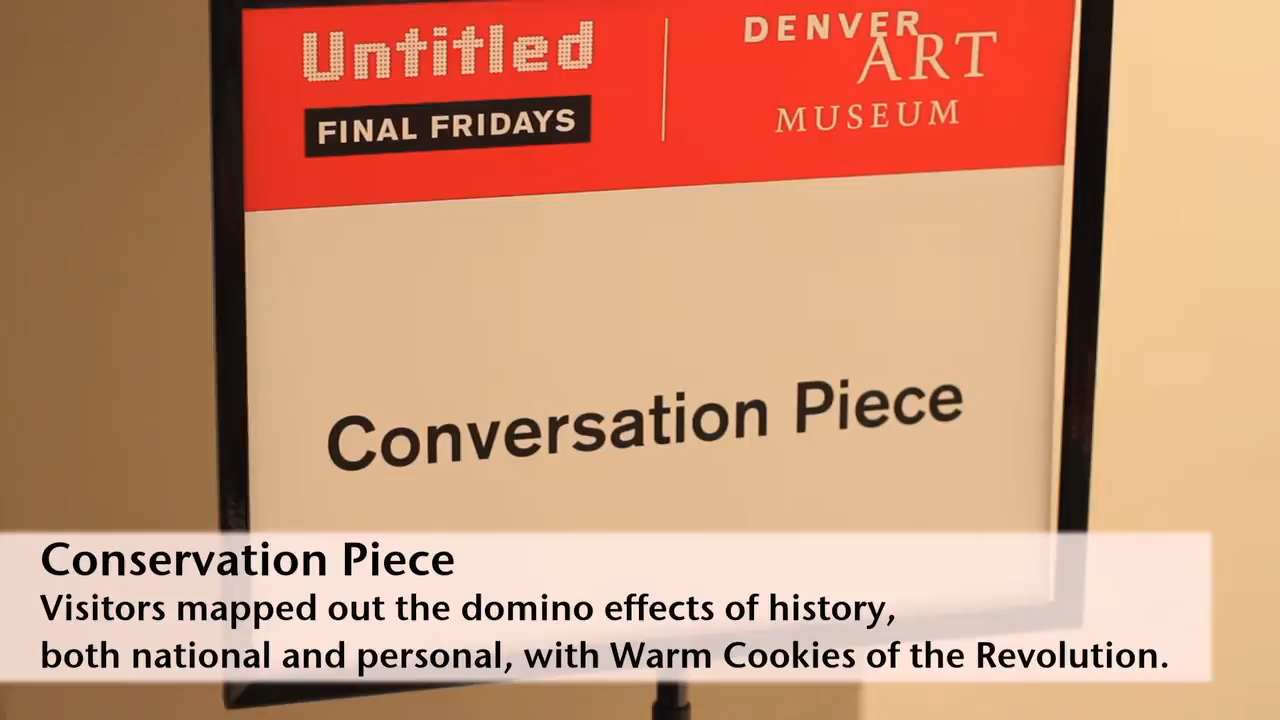 Untitled
FINAL FRIDAYS
DENVER
ART
MUSEUM
Conversation Piece
Conservation Piece
Visitors mapped out the domino effects of history,
both national and personal, with Warm Cookies of the Revolution.